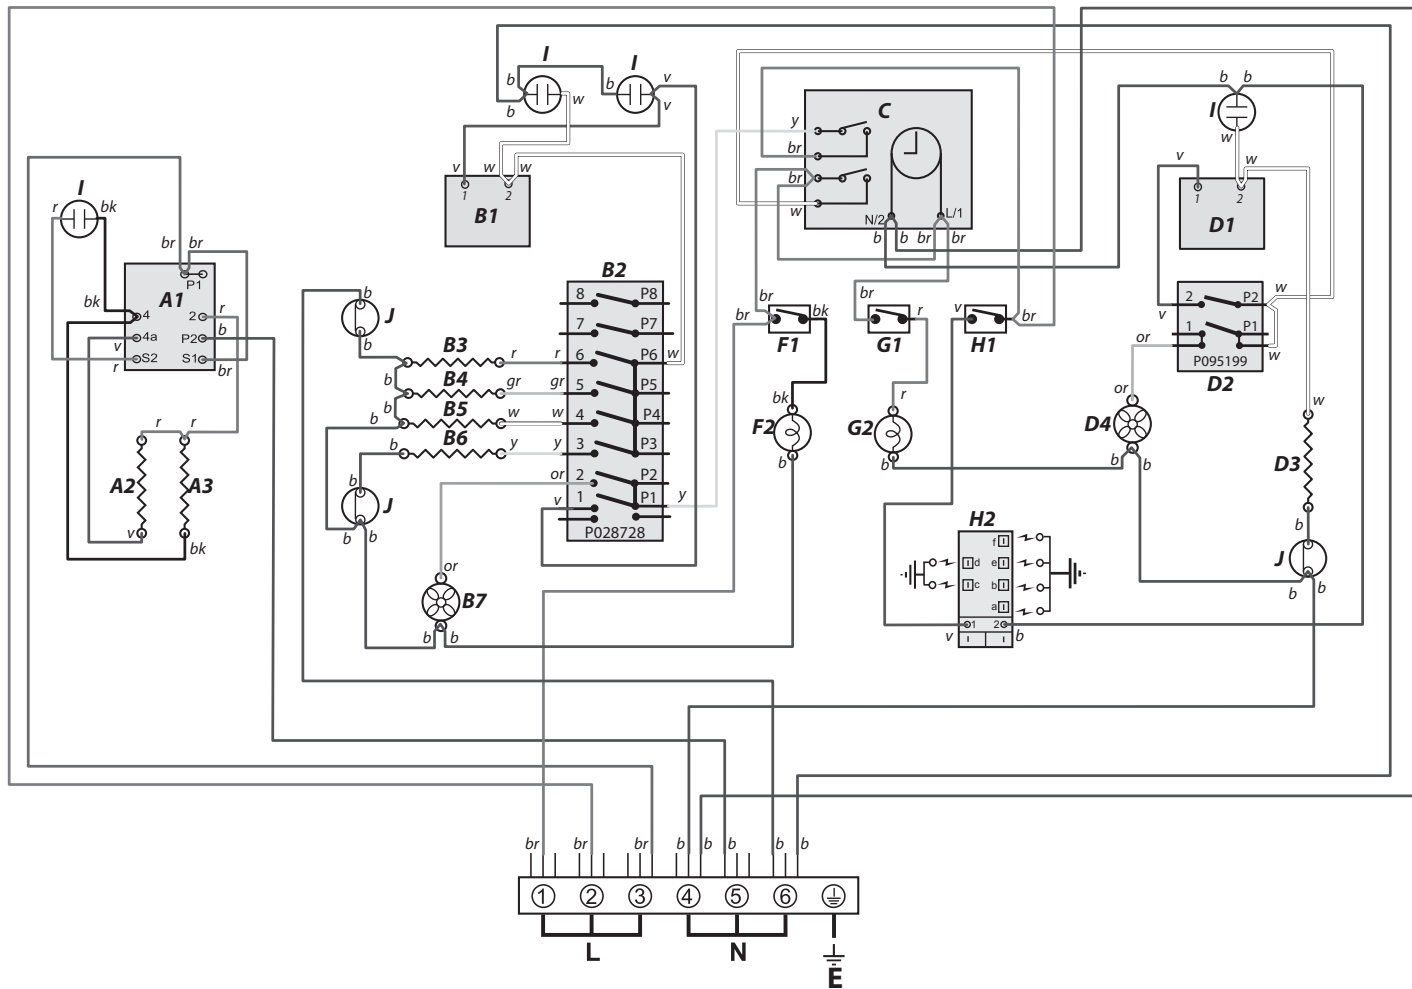 I
I
b
b
w
b
v
v
C
y
br
br
w
N/2
L/1
b
b
br
br
b
b
I
w
v
w
1
2
D1
v
w
w
1
2
B1
I
r
bk
br
br
P1
A1
bk
4
2
r
4a
P2
b
v
S2
S1
r
br
r
r
A2
A3
v
bk
B2
8
P8
7
P7
6
P6
w
5
P5
4
P4
3
P3
2
P2
1
P1
y
P028728
b
J
b
B3
r
r
b
B4
gr
gr
b
B5
w
w
b
B6
y
y
b
or
v
b
J
b
b
or
B7
b
b
br
bk
br
F1
br
r
G1
v
br
H1
bk
F2
b
r
G2
b
2
P2
w
v
1
P1
or
w
P095199
D2
or
D4
b
b
w
D3
b
J
b
b
H2
f
d
e
c
b
a
1
2
v
b
br
br
br
b
b
b
b
b
1
2
3
4
5
6
L
N
E